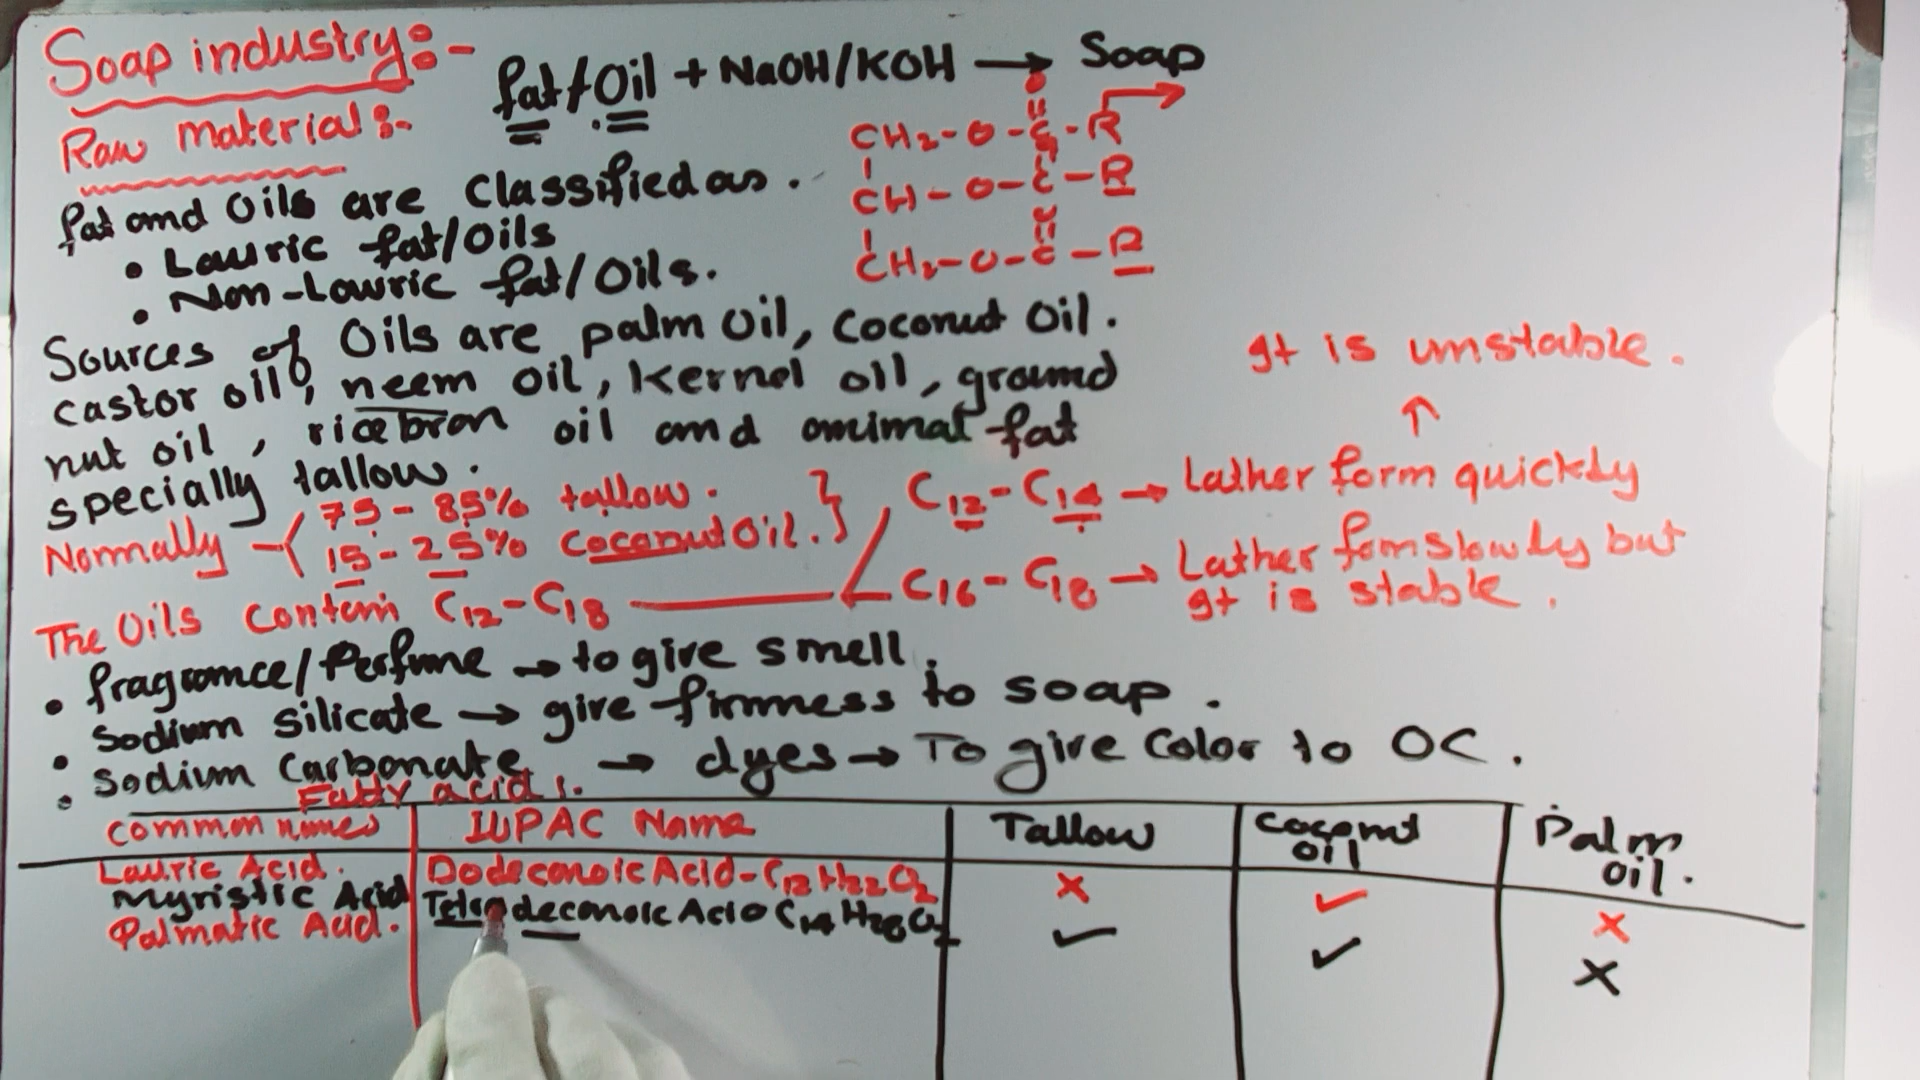 Soap industry:-
fat/Oil + NaOH/KOH → Soap
Raw material:-
CH2-O-C-R
CH-O-C-R
CH2-O-C-R
O
fat and Oils are Classified as.
• Lauric fat/Oils
• Non-Lauric fat/Oils.
Sources of Oils are palm Oil, Coconut Oil.
castor oil, neem oil, Kernel oil, ground
nut oil, rice bran oil and animal fat
specially tallow.
It is unstable.
↑
Normally { 75-85% tallow.
15-25% Coconut Oil. }
C12-C14 → Lather form quickly
The Oils contain C12-C18
C16-C18 → Lather form slowly but
It is stable.
• fragrance/Perfume → to give smell.
• Sodium Silicate → give firmness to soap.
• Sodium Carbonate → dyes → To give Color to OC.
Fatty acids.
common names IUPAC Name Tallow Coconut oil Palm oil.
Lauric Acid. Dodecanoic Acid-C12H22O2 × ✓ ×
Myristic Acid Tetradecanoic Acid C14H28O2 ✓ ✓ ×
Palmatic Acid.